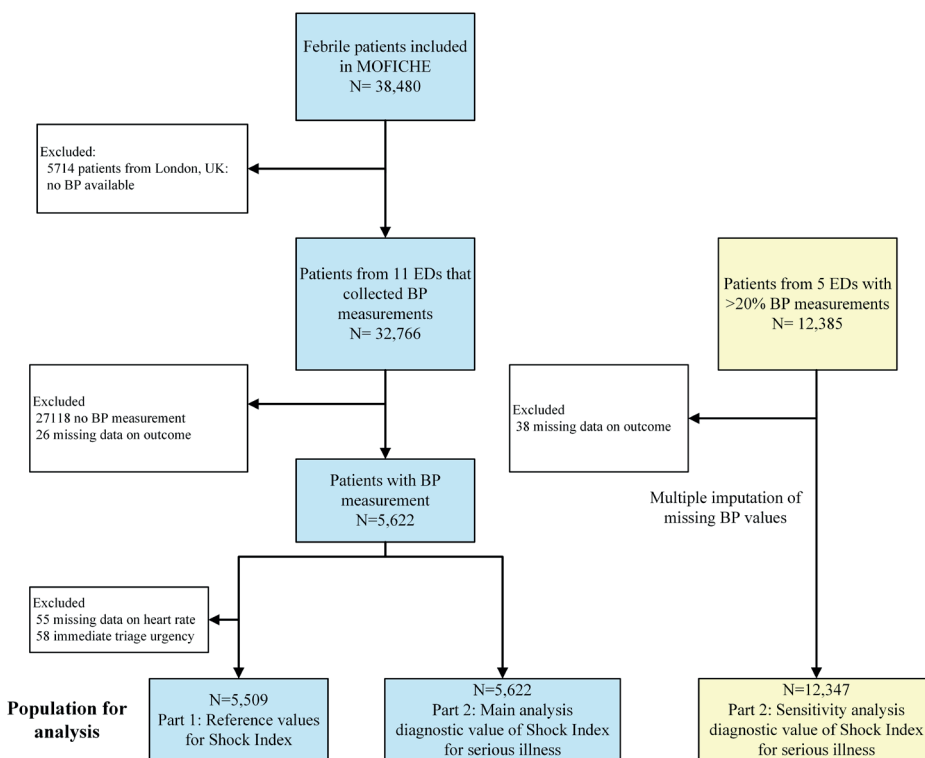 Febrile patients included
in MOFICHE
N= 38,480
Excluded:
5714 patients from London, UK:
no BP available
Patients from 11 EDs that
collected BP
measurements
N= 32,766
Patients from 5 EDs with
>20% BP measurements
N= 12,385
Excluded
27118 no BP measurement
26 missing data on outcome
Excluded
38 missing data on outcome
Patients with BP
measurement
N=5,622
Multiple imputation of
missing BP values
Excluded
55 missing data on heart rate
58 immediate triage urgency
Population for
analysis
N=5,509
Part 1: Reference values
for Shock Index
N=5,622
Part 2: Main analysis
diagnostic value of Shock Index
for serious illness
N=12,347
Part 2: Sensitivity analysis
diagnostic value of Shock Index
for serious illness